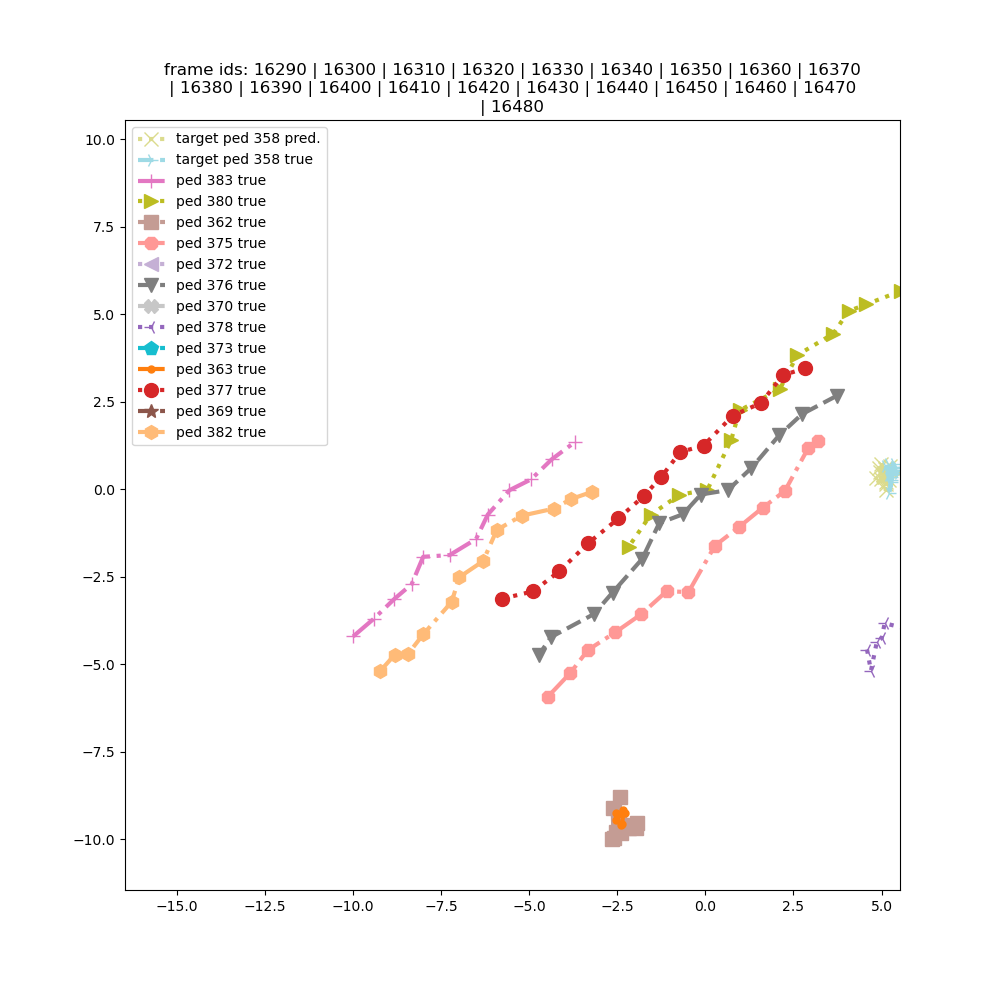 frame ids: 16290 | 16300 | 16310 | 16320 | 16330 | 16340 | 16350 | 16360 | 16370
| 16380 | 16390 | 16400 | 16410 | 16420 | 16430 | 16440 | 16450 | 16460 | 16470
| 16480
target ped 358 pred.
target ped 358 true
ped 383 true
ped 380 true
ped 362 true
ped 375 true
ped 372 true
ped 376 true
ped 370 true
ped 378 true
ped 373 true
ped 363 true
ped 377 true
ped 369 true
ped 382 true
10.0
7.5
5.0
2.5
0.0
−2.5
−5.0
−7.5
−10.0
−15.0 −12.5 −10.0 −7.5 −5.0 −2.5 0.0 2.5 5.0